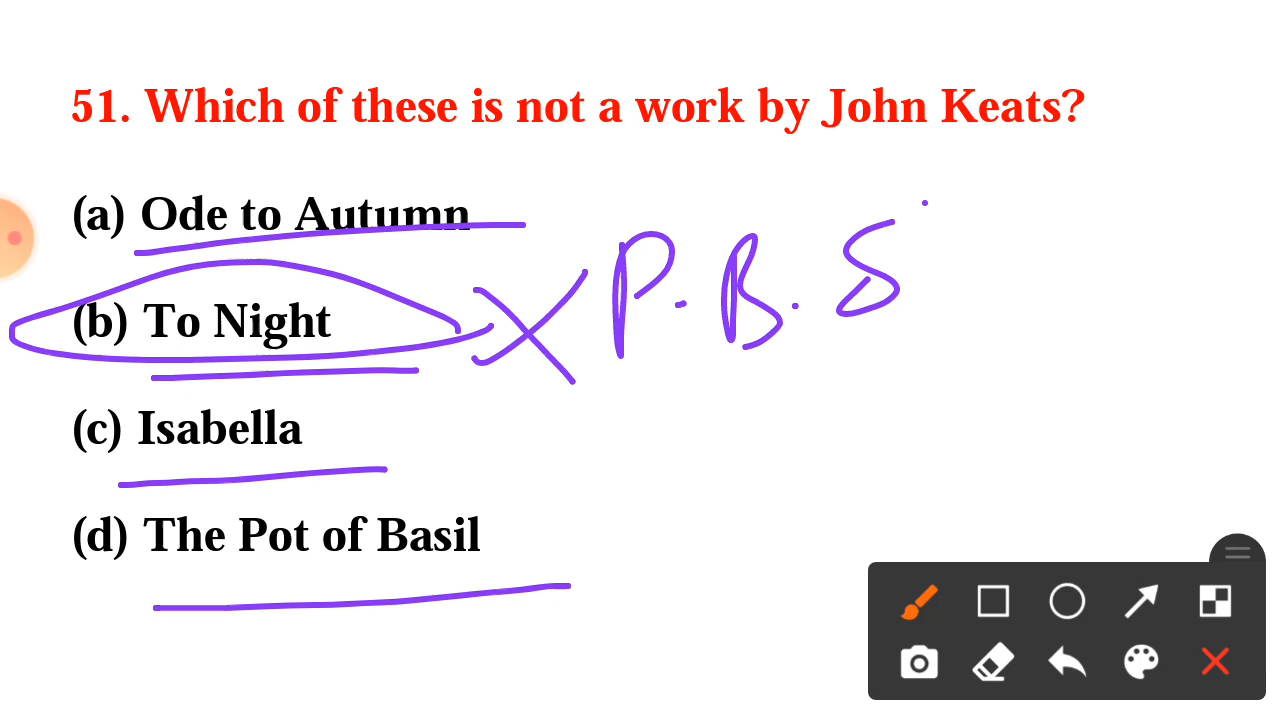 51. Which of these is not a work by John Keats?
(a) Ode to Autumn
(b) To Night
P. B. S
(c) Isabella
(d) The Pot of Basil